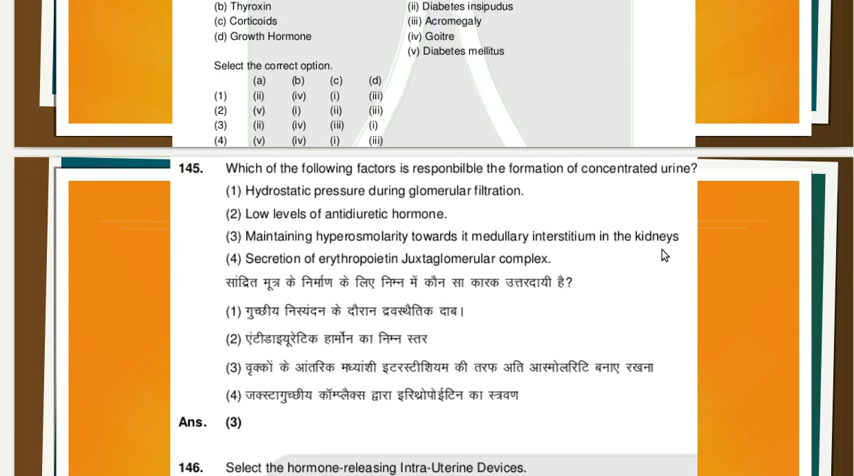 (b) Thyroxin (ii) Diabetes insipudus
(c) Corticoids (iii) Acromegaly
(d) Growth Hormone (iv) Goitre
(v) Diabetes mellitus
Select the correct option.
(a) (b) (c) (d)
(1) (ii) (iv) (i) (iii)
(2) (v) (i) (ii) (iii)
(3) (ii) (iv) (iii) (i)
(4) (v) (iv) (i) (iii)
145. Which of the following factors is responbilble the formation of concentrated urine?
(1) Hydrostatic pressure during glomerular filtration.
(2) Low levels of antidiuretic hormone.
(3) Maintaining hyperosmolarity towards it medullary interstitium in the kidneys
(4) Secretion of erythropoietin Juxtaglomerular complex.
सांद्रित मूत्र के निर्माण के लिए निम्न में कौन सा कारक उत्तरदायी है?
(1) गुच्छीय निस्यंदन के दौरान द्रवस्थैतिक दाब।
(2) एंटीडाइयूरेटिक हार्मोन का निम्न स्तर
(3) वृक्कों के आंतरिक मध्यांशी इटरस्टीशियम की तरफ अति आस्मोलरिटि बनाए रखना
(4) जक्स्टागुच्छीय कॉम्प्लैक्स द्वारा इरिथ्रोपोईटिन का स्त्रवण
Ans. (3)
146. Select the hormone-releasing Intra-Uterine Devices.